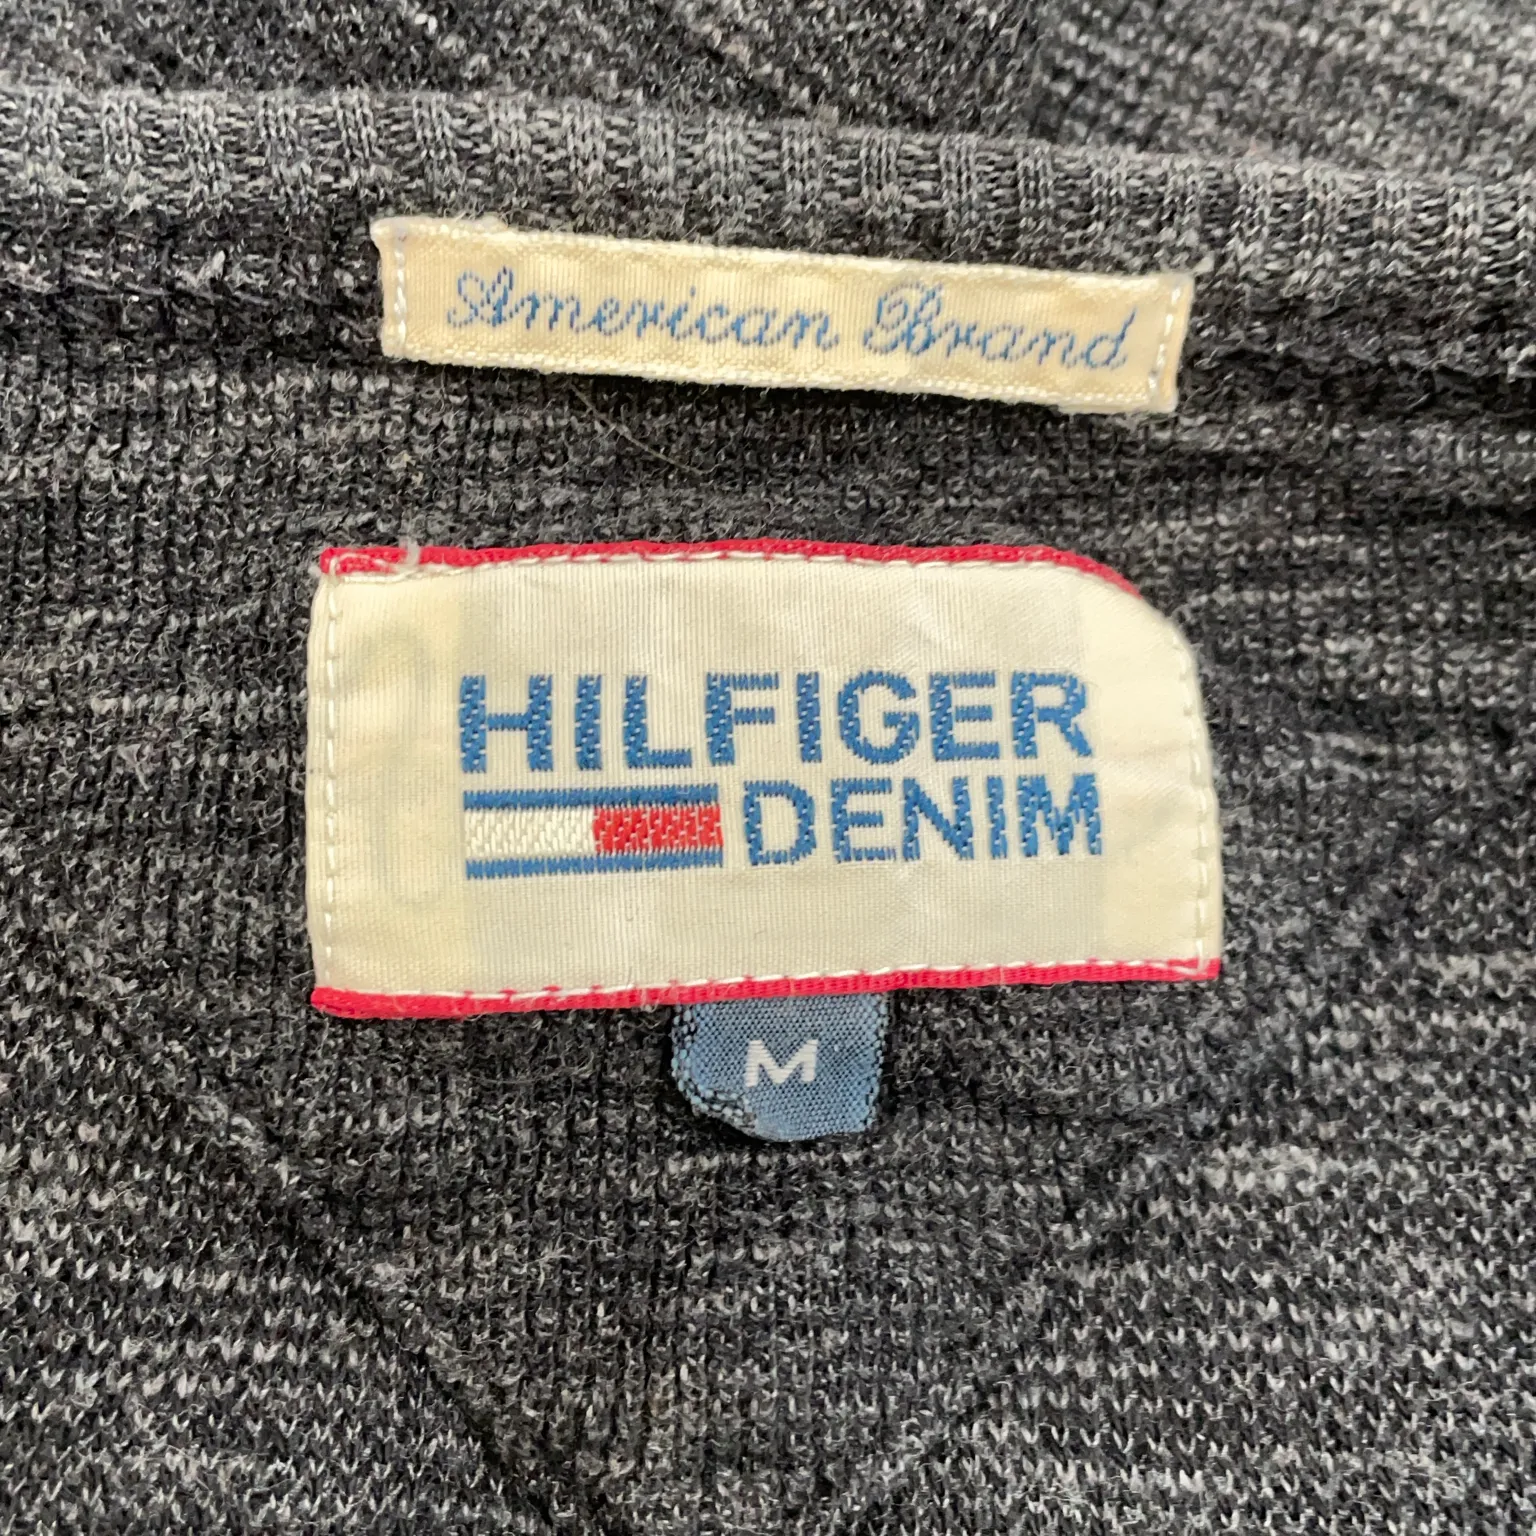 American Brand
HILFIGER
DENIM
M